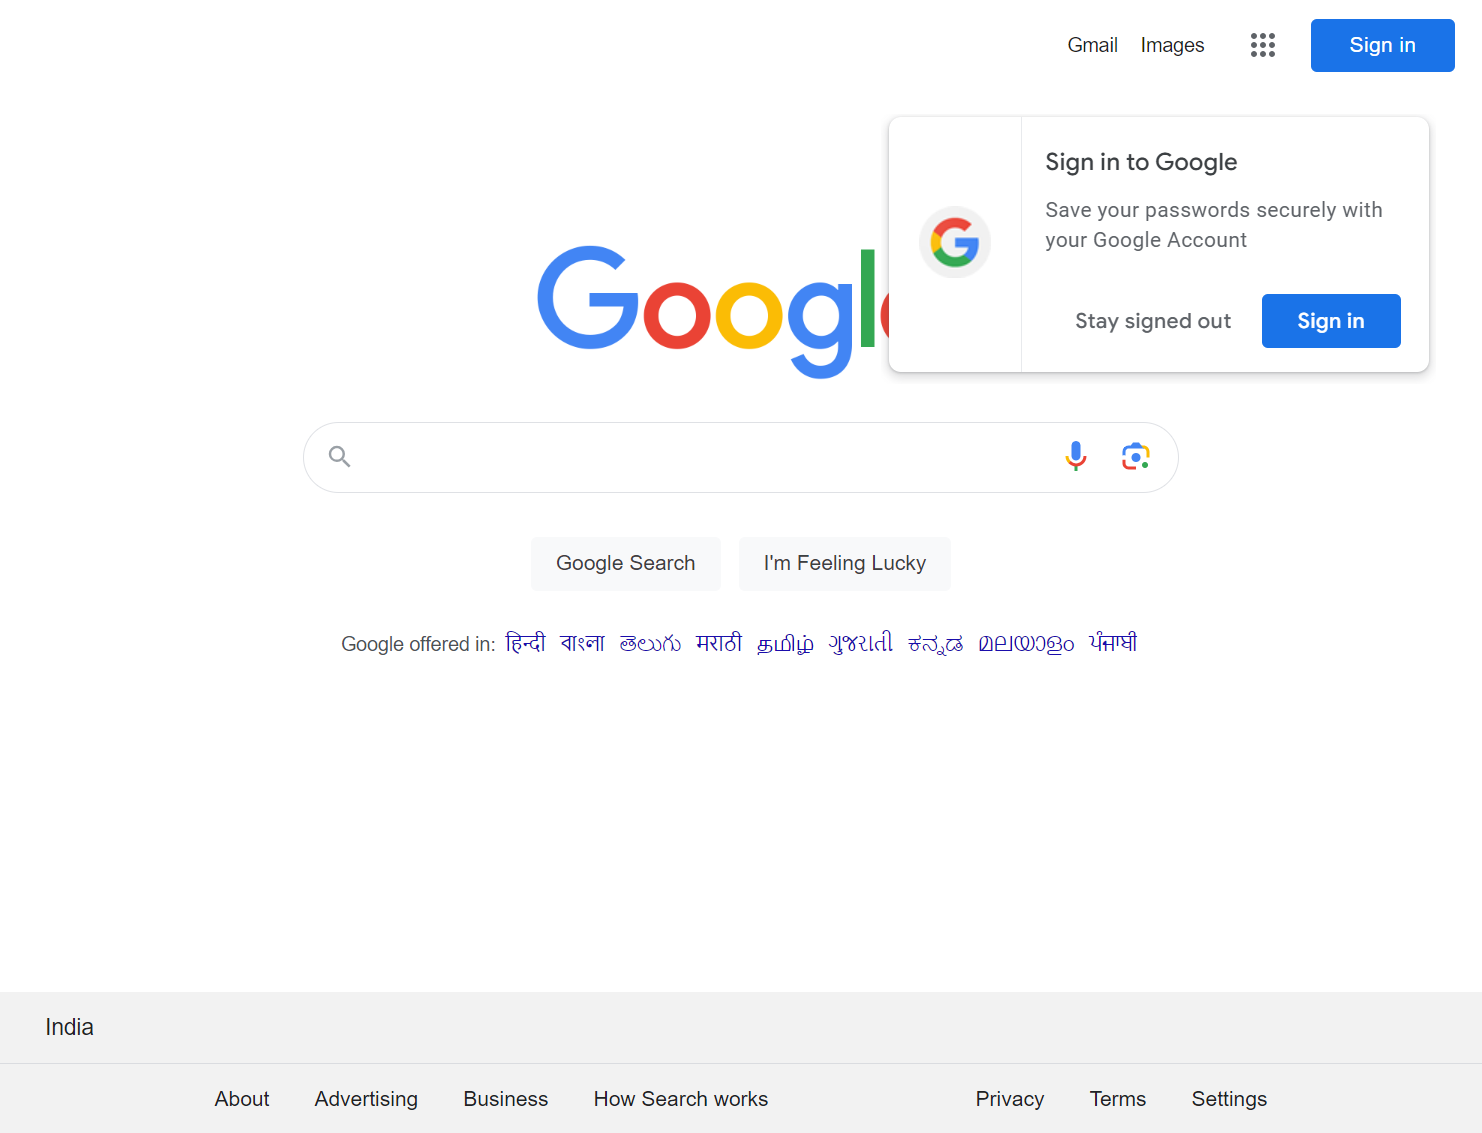 Gmail Images Sign in
Sign in to Google
Save your passwords securely with
your Google Account
Stay signed out Sign in
Google
Google Search I'm Feeling Lucky
Google offered in: हिन्दी বাংলা తెలుగు मराठी தமிழ் ગુજરાતી ಕನ್ನಡ മലയാളം ਪੰਜਾਬੀ
India
About Advertising Business How Search works Privacy Terms Settings